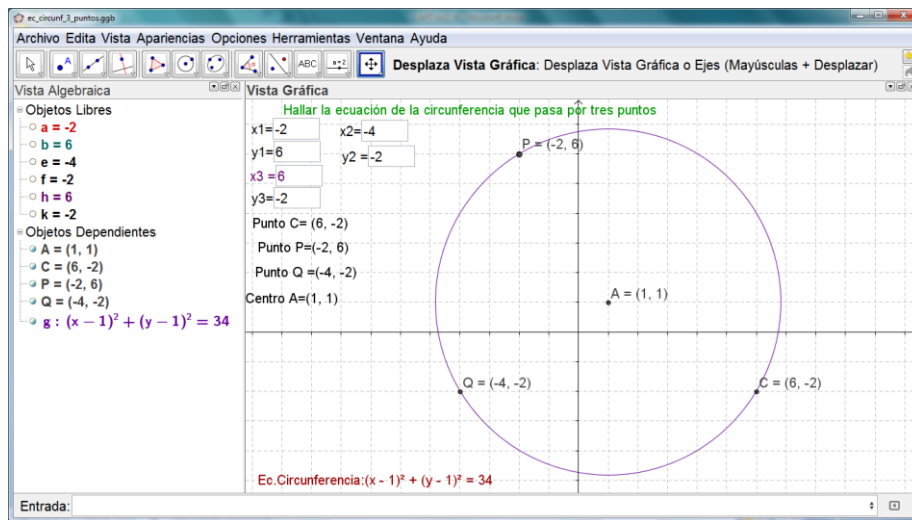 ec_circunf_3_puntos.ggb
Archivo Edita Vista Apariencias Opciones Herramientas Ventana Ayuda
ABC a=2 Desplaza Vista Gráfica: Desplaza Vista Gráfica o Ejes (Mayúsculas + Desplazar)
Vista Algebraica
Objetos Libres
a = -2
b = 6
e = -4
f = -2
h = 6
k = -2
Objetos Dependientes
A = (1, 1)
C = (6, -2)
P = (-2, 6)
Q = (-4, -2)
g : (x − 1)² + (y − 1)² = 34
Vista Gráfica
Hallar la ecuación de la circunferencia que pasa por tres puntos
x1=-2 x2=-4
y1=6 y2 =-2
x3 =6
y3=-2
Punto C= (6, -2)
Punto P=(-2, 6)
Punto Q =(-4, -2)
Centro A=(1, 1)
P = (-2, 6)
A = (1, 1)
Q = (-4, -2)
C = (6, -2)
Ec.Circunferencia:(x - 1)² + (y - 1)² = 34
Entrada: